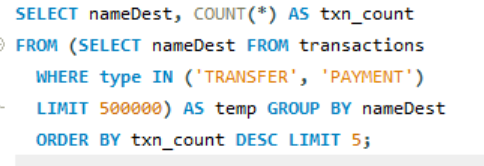 SELECT nameDest, COUNT(*) AS txn_count
FROM (SELECT nameDest FROM transactions
WHERE type IN ('TRANSFER', 'PAYMENT')
LIMIT 500000) AS temp GROUP BY nameDest
ORDER BY txn_count DESC LIMIT 5;